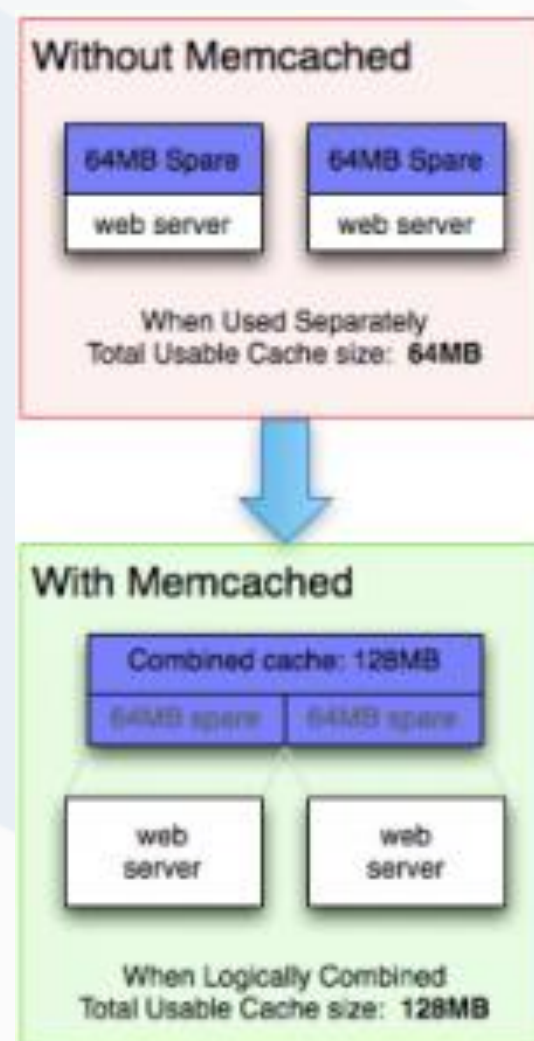 Without Memcached
64MB Spare 64MB Spare
web server web server
When Used Separately
Total Usable Cache size: 64MB
With Memcached
Combined cache: 128MB
64MB spare 64MB spare
web web
server server
When Logically Combined
Total Usable Cache size: 128MB